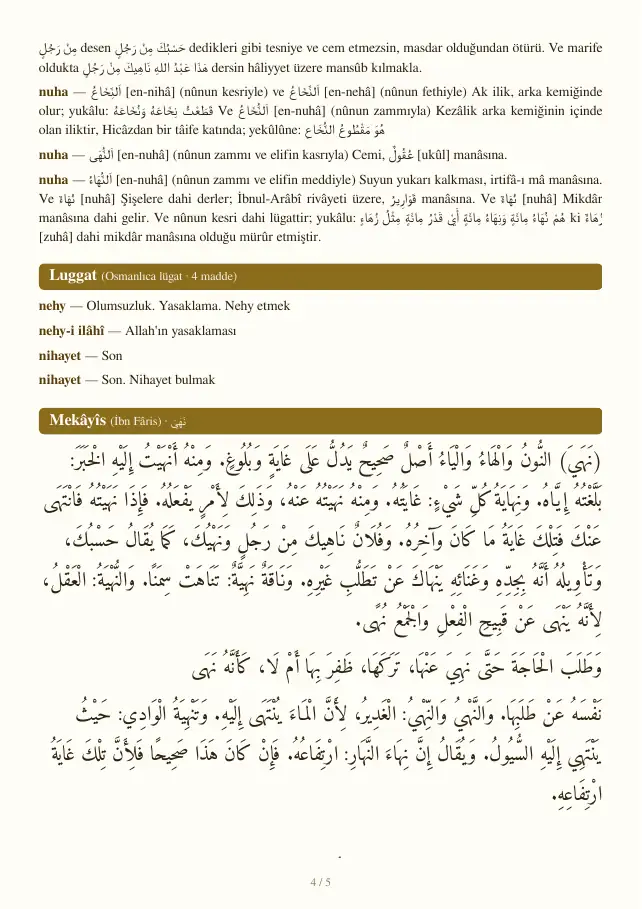 مِنْ رَجُلٍ desen حَسْبُكَ مِنْ رَجُلٍ dedikleri gibi tesniye ve cem etmezsin, masdar olduğundan ötürü. Ve marife
oldukta هَذَا عَبْدُ اللهِ نَاهِيكَ مِنْ رَجُلٍ dersin hâliyyet üzere mansûb kılmakla.
nuha — اَلنِّخَاعُ [en-nihâ] (nûnun kesriyle) ve اَلنَّخَاعُ [en-nehâ] (nûnun fethiyle) Ak ilik, arka kemiğinde
olur; yukâlu: قَطَعْتُ نِخَاعَهُ وَنُخَاعَهُ Ve اَلنُّخَاعُ [en-nuhâ] (nûnun zammıyla) Kezâlik arka kemiğinin içinde
olan iliktir, Hicâzdan bir tâife katında; yekûlûne: هُوَ مَقْطُوعُ النُّخَاعِ
nuha — اَلنُّهَى [en-nuhâ] (nûnun zammı ve elifin kasrıyla) Cemi, عُقُولٌ [ukûl] manâsına.
nuha — اَلنُّهَاءُ [en-nuhâ] (nûnun zammı ve elifin meddiyle) Suyun yukarı kalkması, irtifâ-ı mâ manâsına.
Ve نُهَاءٌ [nuhâ] Şişelere dahi derler; İbnul-Arâbî rivâyeti üzere, قَوَارِيرُ manâsına. Ve نُهَاءٌ [nuhâ] Mikdâr
manâsına dahi gelir. Ve nûnun kesri dahi lügattir; yukâlu: هُمْ نُهَاءُ مِائَةٍ وَنِهَاءُ مِائَةٍ أَيْ قَدْرُ مِائَةٍ مِثْلُ زُهَاءِ ki زُهَاءٌ
[zuhâ] dahi mikdâr manâsına olduğu mürûr etmiştir.
Luggat (Osmanlıca lügat · 4 madde)
nehy — Olumsuzluk. Yasaklama. Nehy etmek
nehy-i ilâhî — Allah'ın yasaklaması
nihayet — Son
nihayet — Son. Nihayet bulmak
Mekâyîs (İbn Fâris) · نَهَيَ
(نَهَيَ) النُّونُ وَالْهَاءُ وَالْيَاءُ أَصْلٌ صَحِيحٌ يَدُلُّ عَلَى غَايَةٍ وَبُلُوغٍ. وَمِنْهُ أَنْهَيْتُ إِلَيْهِ الْخَبَرَ:
بَلَّغْتُهُ إِيَّاهُ. وَنِهَايَةُ كُلِّ شَيْءٍ: غَايَتُهُ. وَمِنْهُ نَهَيْتُهُ عَنْهُ، وَذَلِكَ لِأَمْرٍ يَفْعَلُهُ. فَإِذَا نَهَيْتُهُ فَانْتَهَى
عَنْكَ فَتِلْكَ غَايَةُ مَا كَانَ وَآخِرُهُ. وَفُلَانٌ نَاهِيكَ مِنْ رَجُلٍ وَنَهْيُكَ، كَمَا يُقَالُ حَسْبُكَ،
وَتَأْوِيلُهُ أَنَّهُ بِجِدِّهِ وَغَنَائِهِ يَنْهَاكَ عَنْ تَطَلُّبِ غَيْرِهِ. وَنَاقَةٌ نَهِيَّةٌ: تَنَاهَتْ سِمَنًا. وَالنُّهْيَةُ: الْعَقْلُ،
لِأَنَّهُ يَنْهَى عَنْ قَبِيحِ الْفِعْلِ وَالْجَمْعُ نُهًى.
وَطَلَبَ الْحَاجَةَ حَتَّى نَهِيَ عَنْهَا، تَرَكَهَا، ظَفِرَ بِهَا أَمْ لَا، كَأَنَّهُ نَهَى
نَفْسَهُ عَنْ طَلَبِهَا. وَالنَّهْيُ وَالنِّهْيُ: الْغَدِيرُ، لِأَنَّ الْمَاءَ يُنْتَهَى إِلَيْهِ. وَتَنْهِيَةُ الْوَادِي: حَيْثُ
يَنْتَهِي إِلَيْهِ السُّيُولُ. وَيُقَالُ إِنَّ نِهَاءَ النَّهَارِ: ارْتِفَاعُهُ. فَإِنْ كَانَ هَذَا صَحِيحًا فَلِأَنَّ تِلْكَ غَايَةُ
ارْتِفَاعِهِ.
.
4 / 5